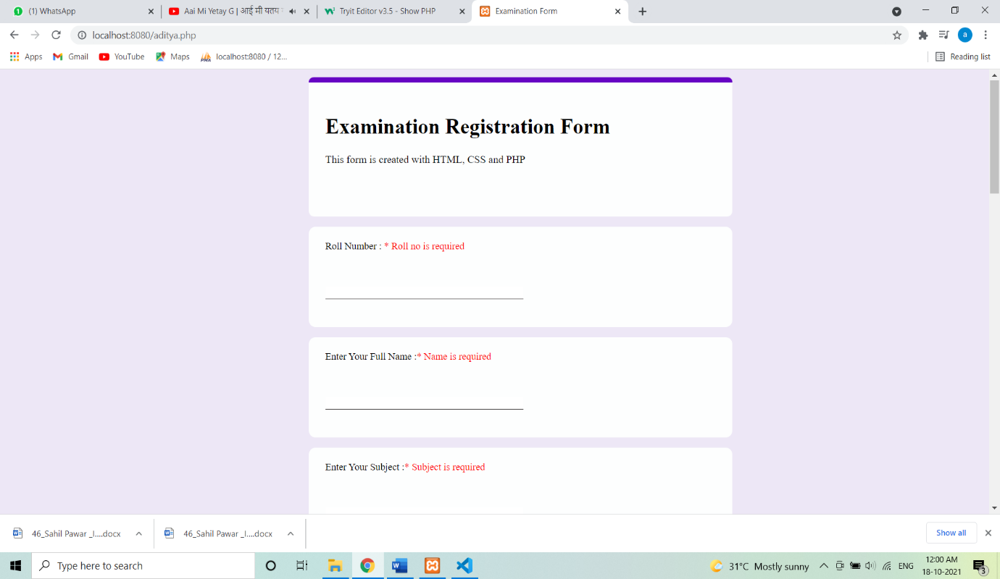 (1) WhatsApp
Aai Mi Yetay G | आई मी यतय
Tryit Editor v3.5 - Show PHP
Examination Form
localhost:8080/aditya.php
a
Apps
Gmail
YouTube
Maps
localhost:8080 / 12...
Reading list
Examination Registration Form
This form is created with HTML, CSS and PHP
Roll Number : * Roll no is required
Enter Your Full Name :* Name is required
Enter Your Subject :* Subject is required
46_Sahil Pawar _I....docx
46_Sahil Pawar _I....docx
Show all
Type here to search
31°C Mostly sunny
ENG
12:00 AM
18-10-2021
3